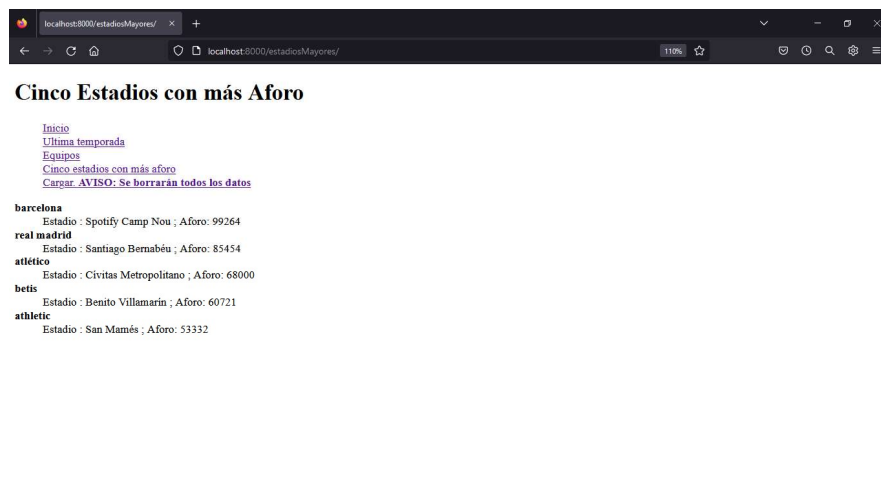 localhost:8000/estadiosMayores/
localhost:8000/estadiosMayores/
110%
Cinco Estadios con más Aforo
Inicio
Ultima temporada
Equipos
Cinco estadios con más aforo
Cargar. AVISO: Se borrarán todos los datos
barcelona
Estadio : Spotify Camp Nou ; Aforo: 99264
real madrid
Estadio : Santiago Bernabéu ; Aforo: 85454
atlético
Estadio : Cívitas Metropolitano ; Aforo: 68000
betis
Estadio : Benito Villamarín ; Aforo: 60721
athletic
Estadio : San Mamés ; Aforo: 53332